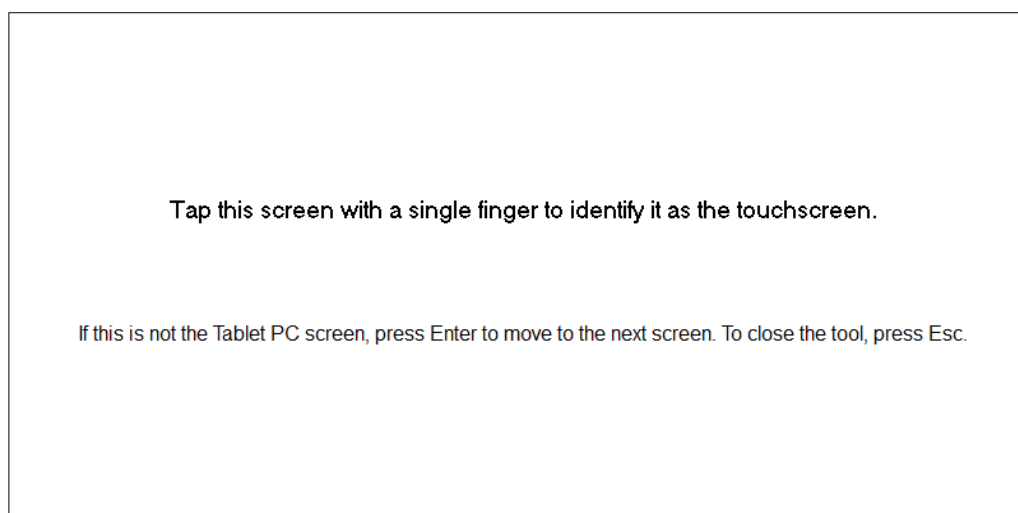 Tap this screen with a single finger to identify it as the touchscreen.
If this is not the Tablet PC screen, press Enter to move to the next screen. To close the tool, press Esc.